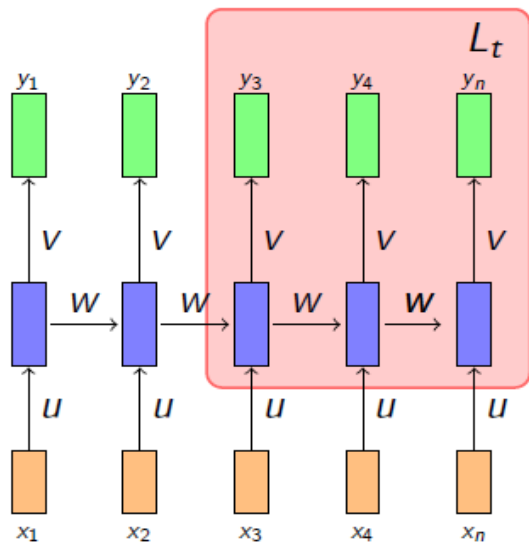 L_t
y_1 y_2 y_3 y_4 y_n
v v v v v
w w w w
u u u u u
x_1 x_2 x_3 x_4 x_n